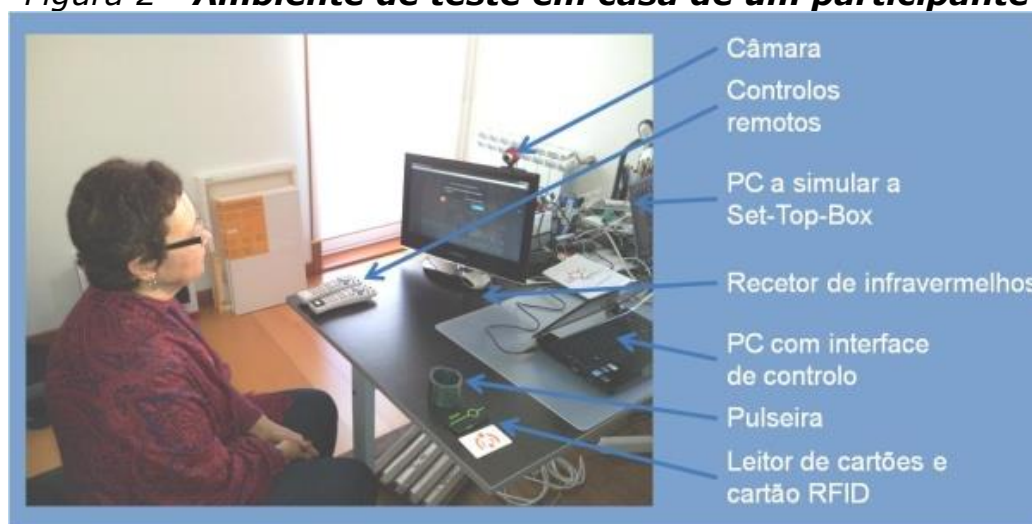 Figura 2 - Ambiente de teste em casa de um participante
Câmara
Controlos
remotos
PC a simular a
Set-Top-Box
Recetor de infravermelhos
PC com interface
de controlo
Pulseira
Leitor de cartões e
cartão RFID